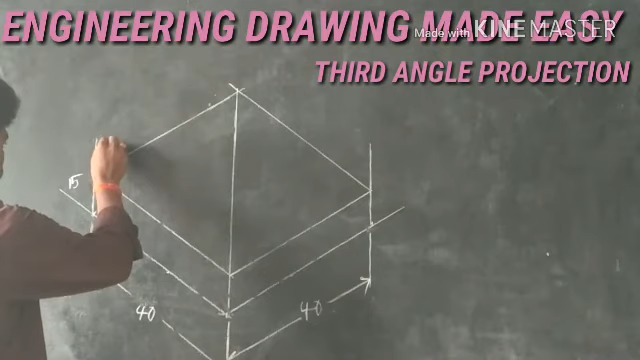 ENGINEERING DRAWING MADE EASY
Made with KINEMASTER
THIRD ANGLE PROJECTION
15
40
40